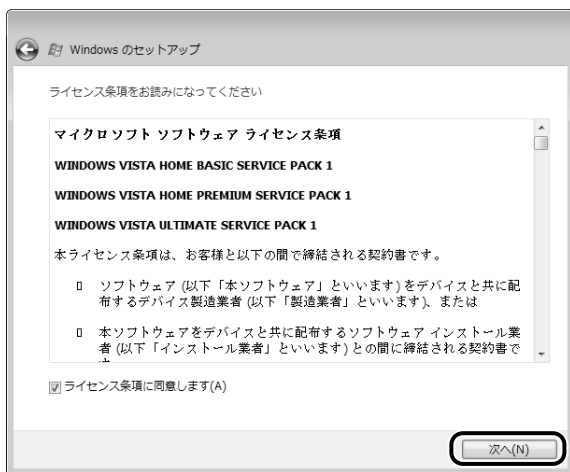 Windows のセットアップ
ライセンス条項をお読みになってください
マイクロソフト ソフトウェア ライセンス条項
WINDOWS VISTA HOME BASIC SERVICE PACK 1
WINDOWS VISTA HOME PREMIUM SERVICE PACK 1
WINDOWS VISTA ULTIMATE SERVICE PACK 1
本ライセンス条項は、お客様と以下の間で締結される契約書です。
ソフトウェア (以下「本ソフトウェア」といいます) をデバイスと共に配
布するデバイス製造業者 (以下「製造業者」といいます)、または
本ソフトウェアをデバイスと共に配布するソフトウェア インストール業
者 (以下「インストール業者」といいます) との間に締結される契約書で
ライセンス条項に同意します(A)
次へ(N)